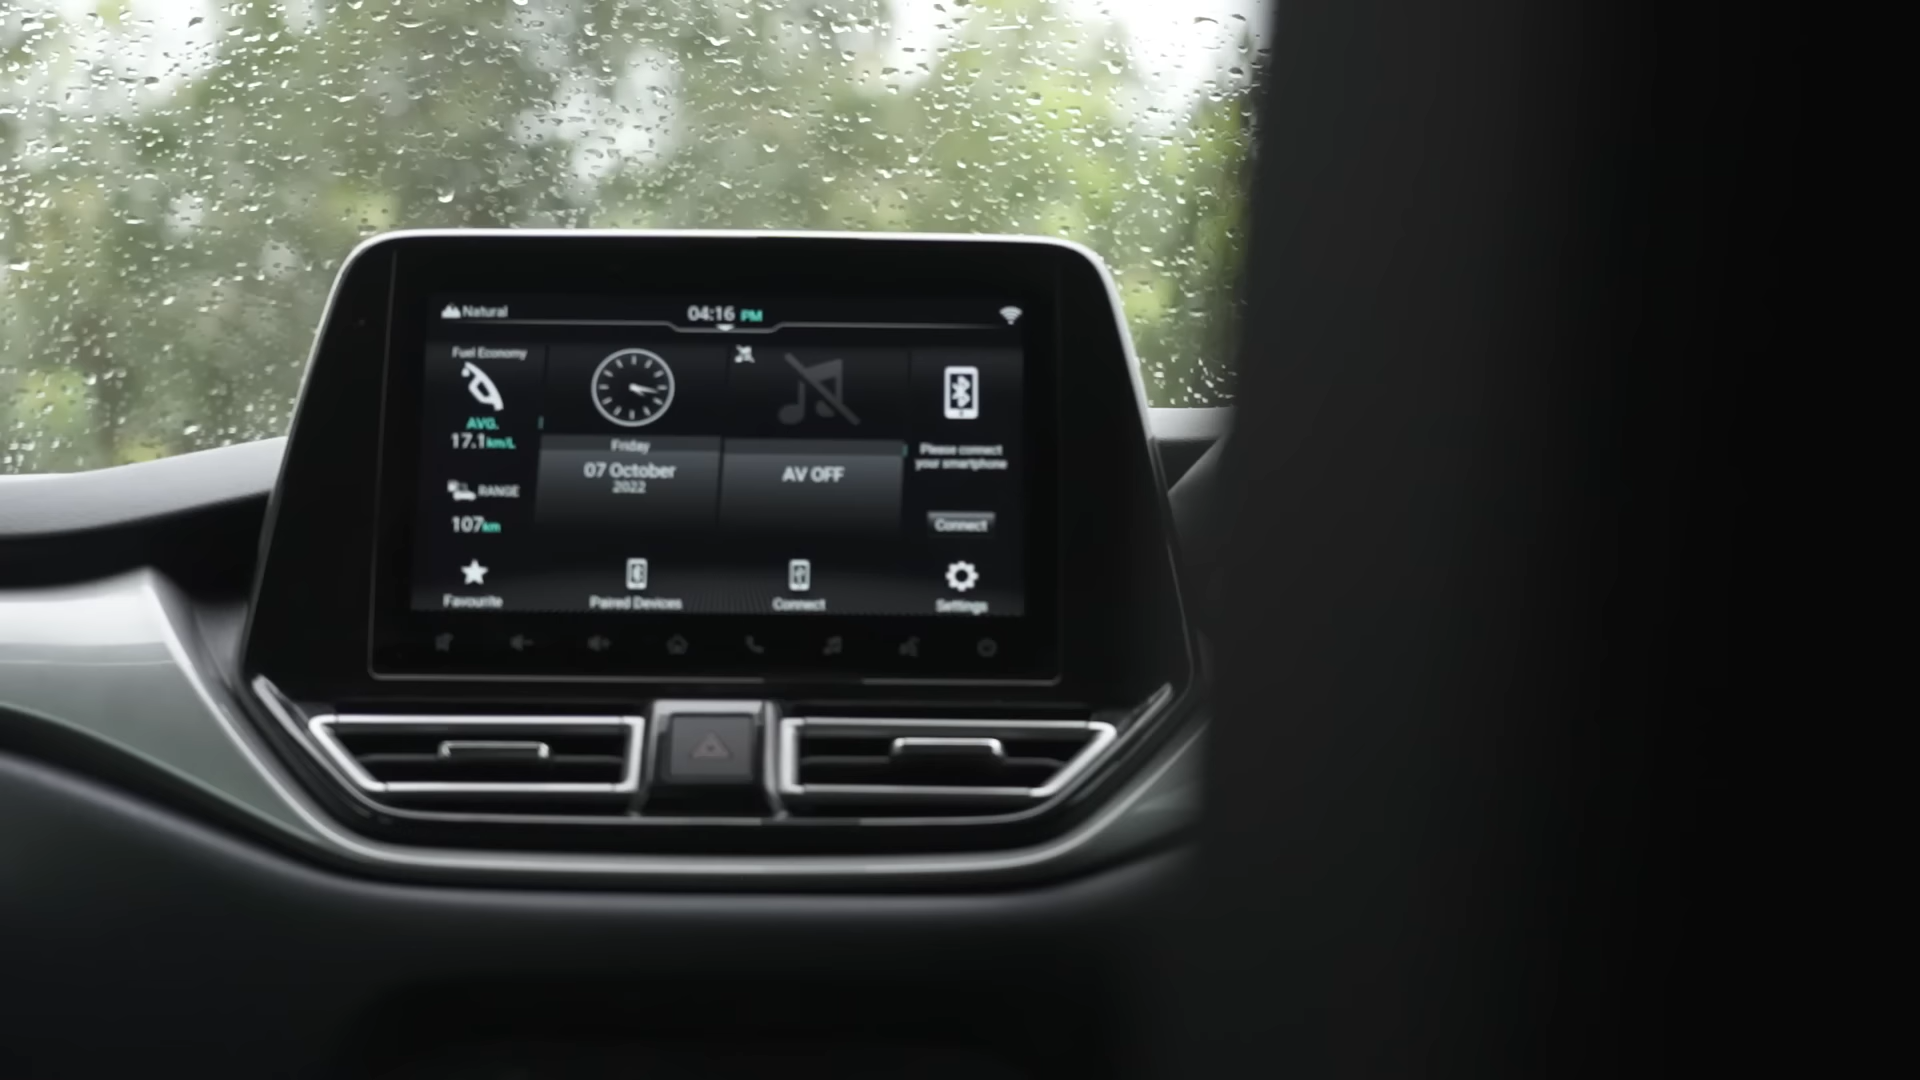 Natural
04:16 PM
Fuel Economy
AVG.
17.1km/L
RANGE
107km
Friday
07 October
2022
AV OFF
Please connect
your smartphone
Connect
Favourite
Paired Devices
Connect
Settings